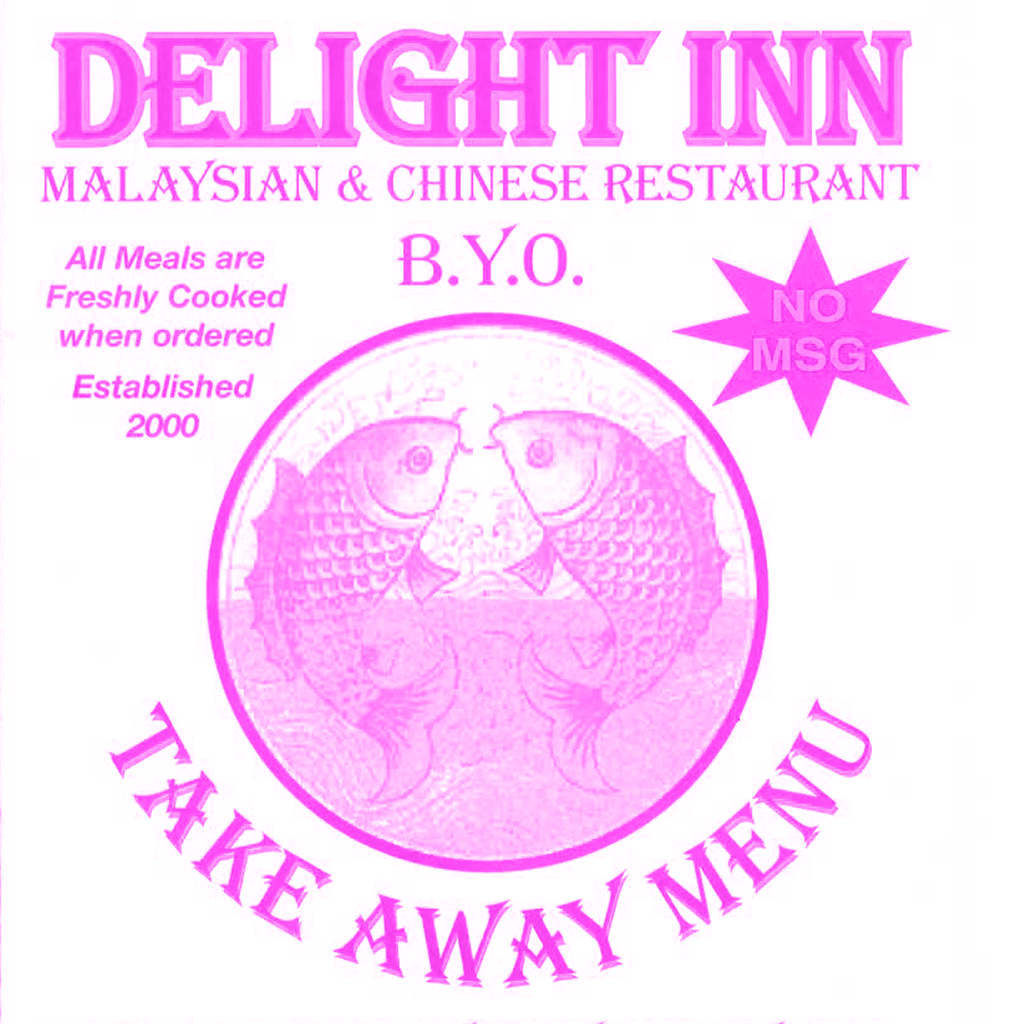 DELIGHT INN
MALAYSIAN & CHINESE RESTAURANT
B.Y.O.
All Meals are
Freshly Cooked
when ordered
Established
2000
NO
MSG
TAKE AWAY MENU